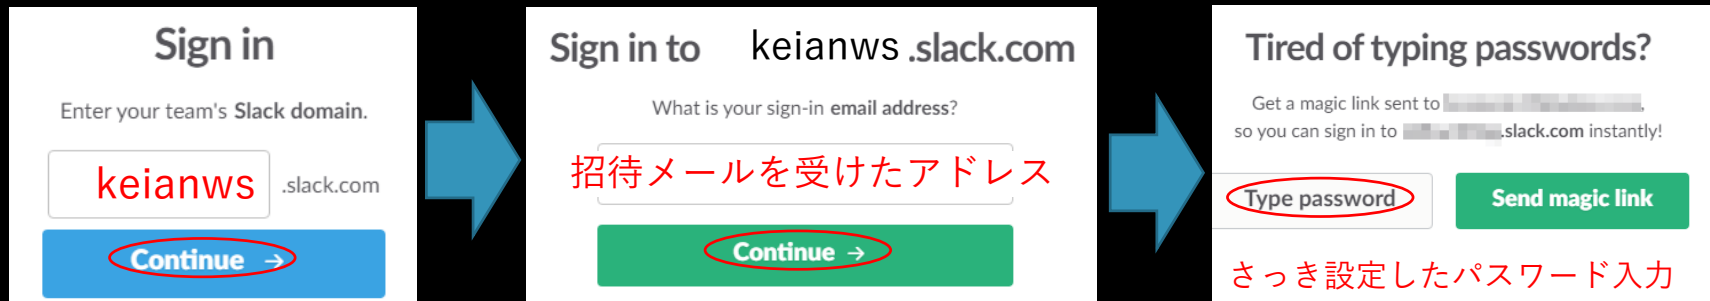 Sign in
Enter your team's Slack domain.
keianws .slack.com
Continue →
Sign in to keianws .slack.com
What is your sign-in email address?
招待メールを受けたアドレス
Continue →
Tired of typing passwords?
Get a magic link sent to ,
so you can sign in to .slack.com instantly!
Type password
Send magic link
さっき設定したパスワード入力